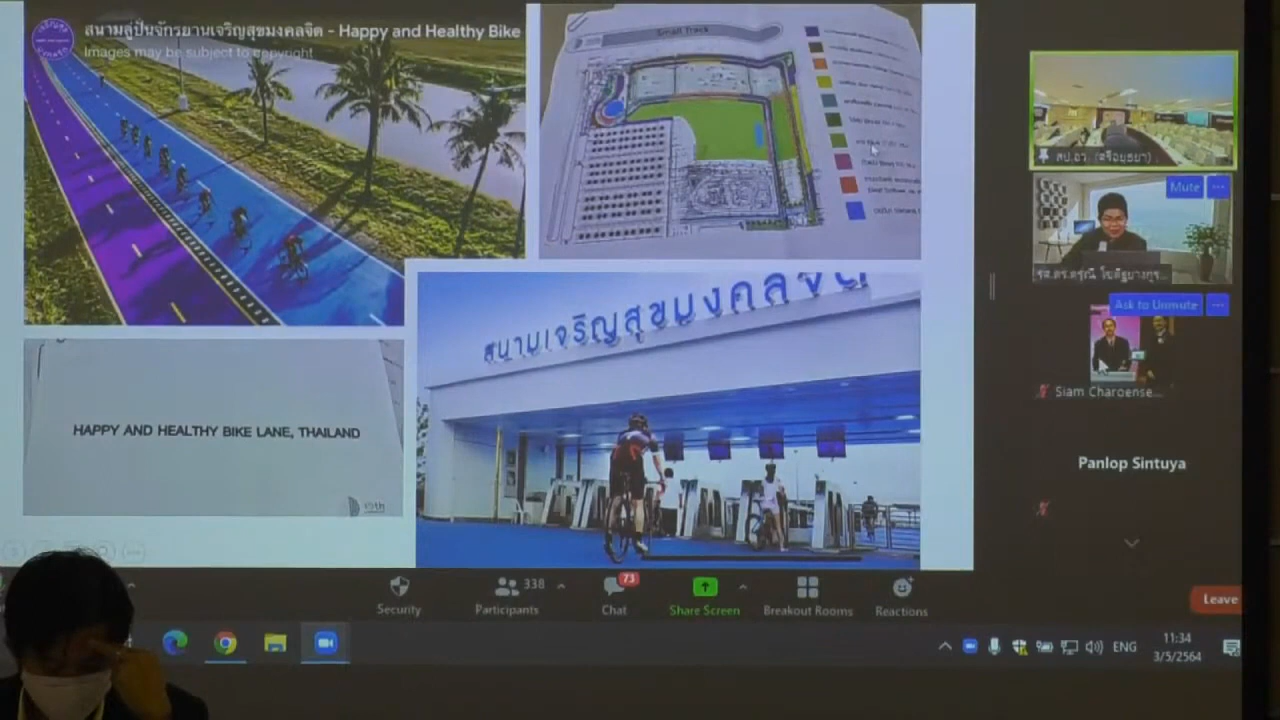 สนามลู่ปั่นจักรยานเจริญสุขมงคลจิต - Happy and Healthy Bike
Images may be subject to copyright
Small Track
HAPPY AND HEALTHY BIKE LANE, THAILAND
สนามเจริญสุขมงคลจิต
Mute
Ask to Unmute
Siam Charoense...
Panlop Sintuya
Security
Participants
338
Chat
73
Share Screen
Breakout Rooms
Reactions
Leave
ENG
11:34
3/5/2564